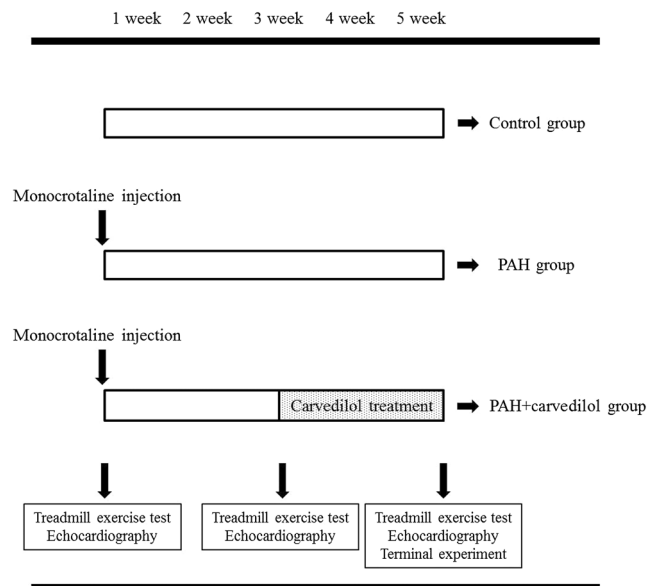 1 week 2 week 3 week 4 week 5 week
Control group
Monocrotaline injection
PAH group
Monocrotaline injection
Carvedilol treatment
PAH+carvedilol group
Treadmill exercise test
Echocardiography
Treadmill exercise test
Echocardiography
Treadmill exercise test
Echocardiography
Terminal experiment